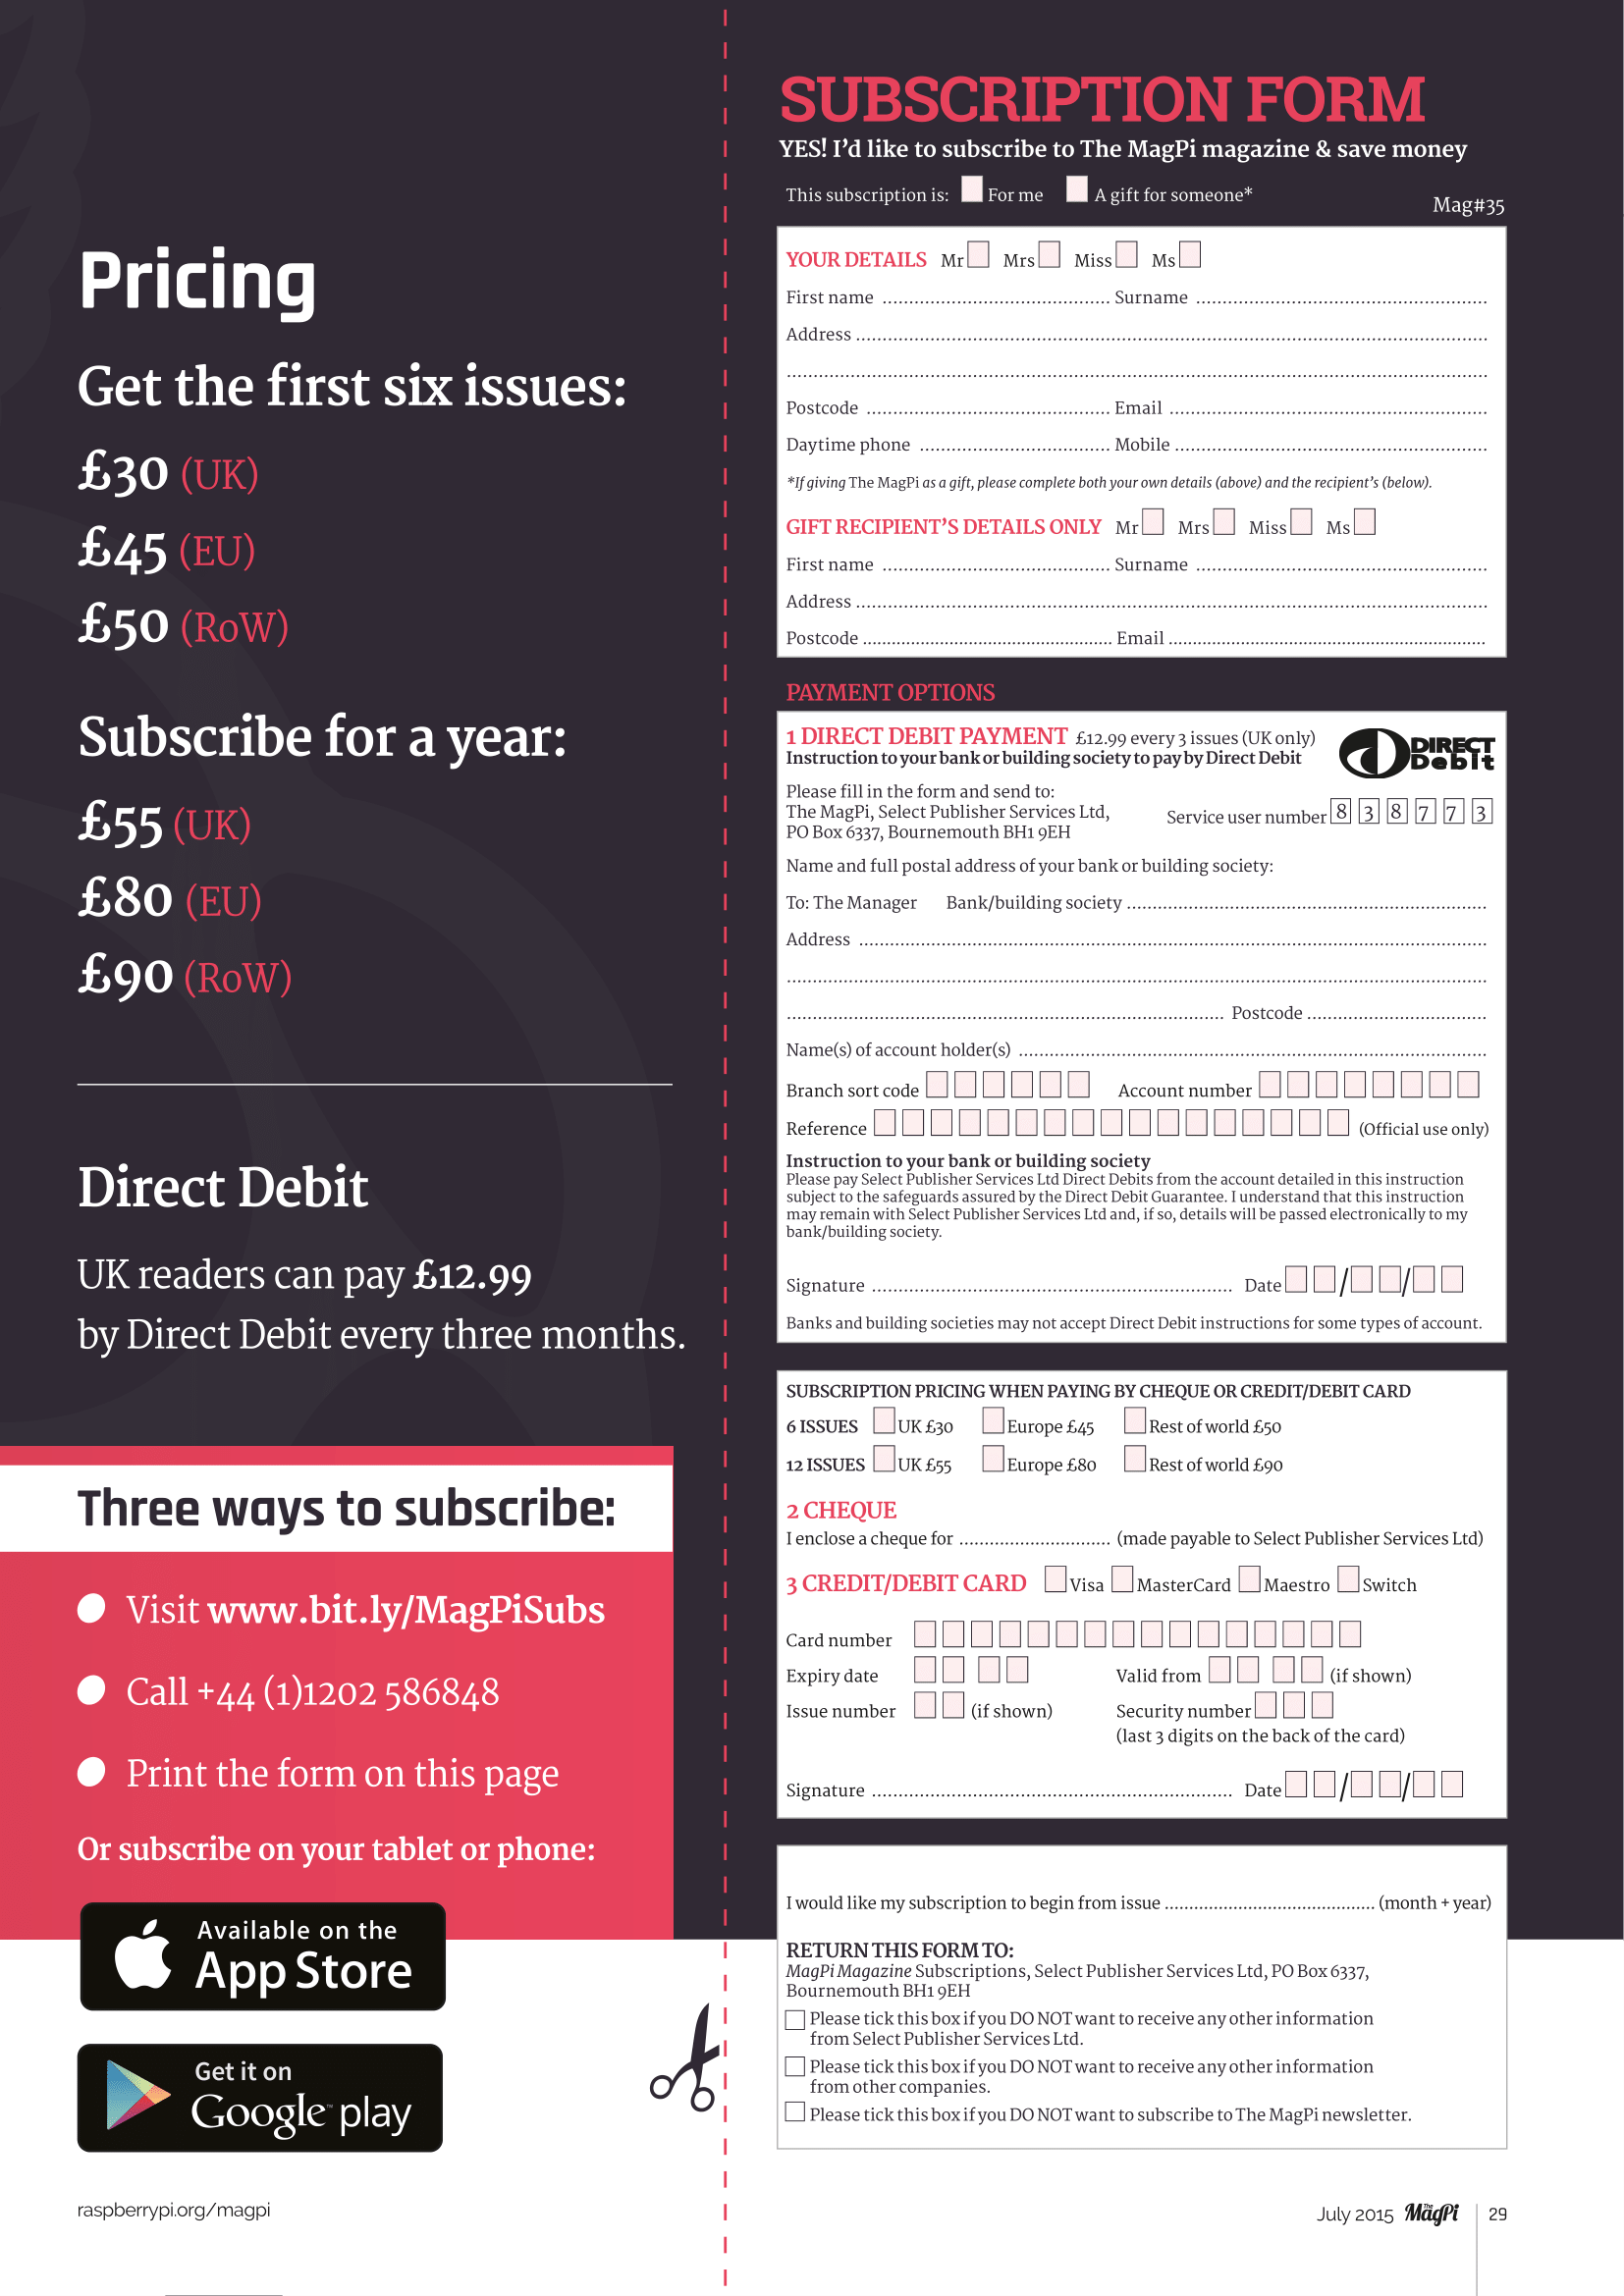 Pricing
Get the first six issues:
£30 (UK)
£45 (EU)
£50 (RoW)
Subscribe for a year:
£55 (UK)
£80 (EU)
£90 (RoW)
Direct Debit
UK readers can pay £12.99
by Direct Debit every three months.
Three ways to subscribe:
Visit www.bit.ly/MagPiSubs
Call +44 (1)1202 586848
Print the form on this page
Or subscribe on your tablet or phone:
Available on the
App Store
Get it on
Google play
raspberrypi.org/magpi
SUBSCRIPTION FORM
YES! I’d like to subscribe to The MagPi magazine & save money
This subscription is: For me A gift for someone*
Mag#35
YOUR DETAILS Mr Mrs Miss Ms
First name ........................................... Surname ........................................................
Address .........................................................................................................................
......................................................................................................................................
Postcode .............................................. Email .............................................................
Daytime phone .................................... Mobile ............................................................
*If giving The MagPi as a gift, please complete both your own details (above) and the recipient’s (below).
GIFT RECIPIENT’S DETAILS ONLY Mr Mrs Miss Ms
First name ........................................... Surname ........................................................
Address .........................................................................................................................
Postcode ..................................................... Email ....................................................................
PAYMENT OPTIONS
1 DIRECT DEBIT PAYMENT £12.99 every 3 issues (UK only)
Instruction to your bank or building society to pay by Direct Debit
DIRECT
Debit
Please fill in the form and send to:
The MagPi, Select Publisher Services Ltd,
PO Box 6337, Bournemouth BH1 9EH
Service user number 8 3 8 7 7 3
Name and full postal address of your bank or building society:
To: The Manager Bank/building society .....................................................................
Address ........................................................................................................................
......................................................................................................................................
................................................................................... Postcode ..................................
Name(s) of account holder(s) .........................................................................................
Branch sort code Account number
Reference (Official use only)
Instruction to your bank or building society
Please pay Select Publisher Services Ltd Direct Debits from the account detailed in this instruction
subject to the safeguards assured by the Direct Debit Guarantee. I understand that this instruction
may remain with Select Publisher Services Ltd and, if so, details will be passed electronically to my
bank/building society.
Signature ..................................................................... Date / /
Banks and building societies may not accept Direct Debit instructions for some types of account.
SUBSCRIPTION PRICING WHEN PAYING BY CHEQUE OR CREDIT/DEBIT CARD
6 ISSUES UK £30 Europe £45 Rest of world £50
12 ISSUES UK £55 Europe £80 Rest of world £90
2 CHEQUE
I enclose a cheque for ............................. (made payable to Select Publisher Services Ltd)
3 CREDIT/DEBIT CARD Visa MasterCard Maestro Switch
Card number
Expiry date Valid from (if shown)
Issue number (if shown) Security number
(last 3 digits on the back of the card)
Signature ..................................................................... Date / /
I would like my subscription to begin from issue ........................................... (month + year)
RETURN THIS FORM TO:
MagPi Magazine Subscriptions, Select Publisher Services Ltd, PO Box 6337,
Bournemouth BH1 9EH
Please tick this box if you DO NOT want to receive any other information
from Select Publisher Services Ltd.
Please tick this box if you DO NOT want to receive any other information
from other companies.
Please tick this box if you DO NOT want to subscribe to The MagPi newsletter.
July 2015 The MagPi 29